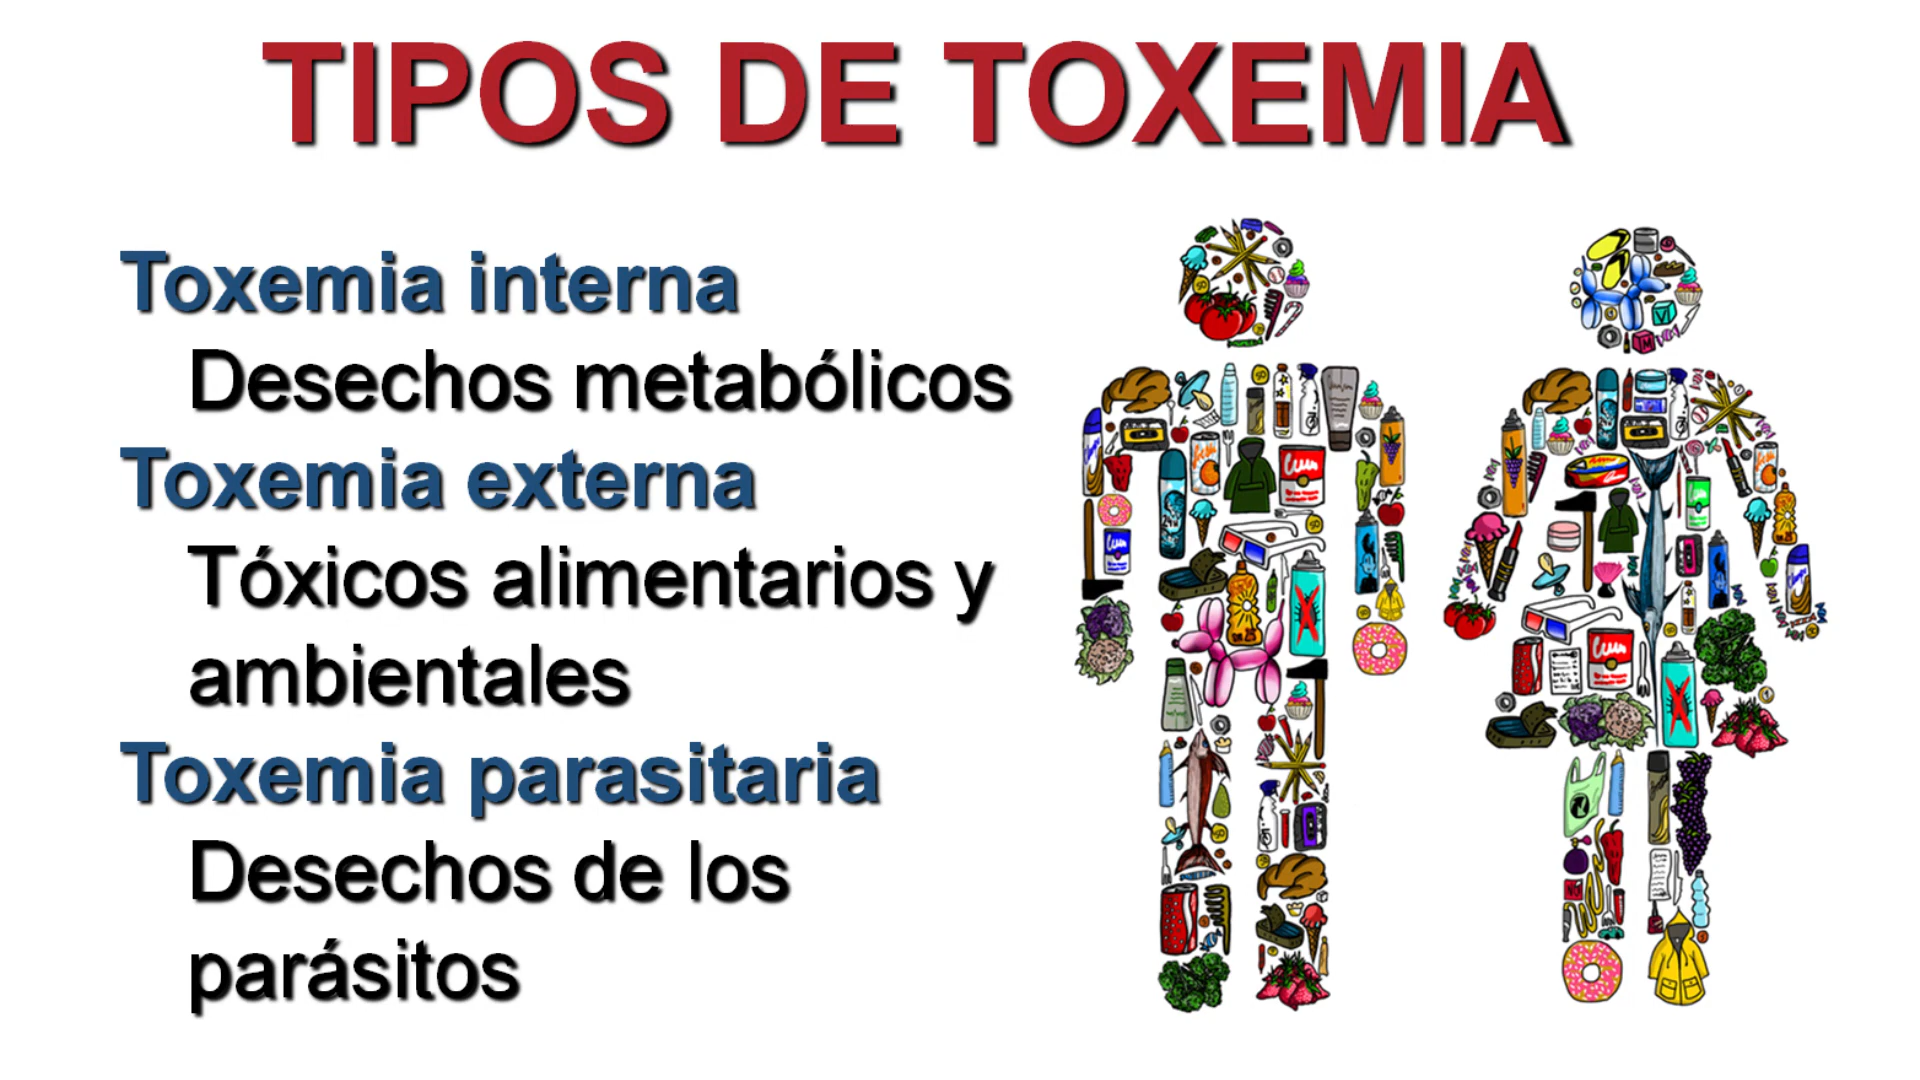 TIPOS DE TOXEMIA
Toxemia interna
Desechos metabólicos
Toxemia externa
Tóxicos alimentarios y
ambientales
Toxemia parasitaria
Desechos de los
parásitos